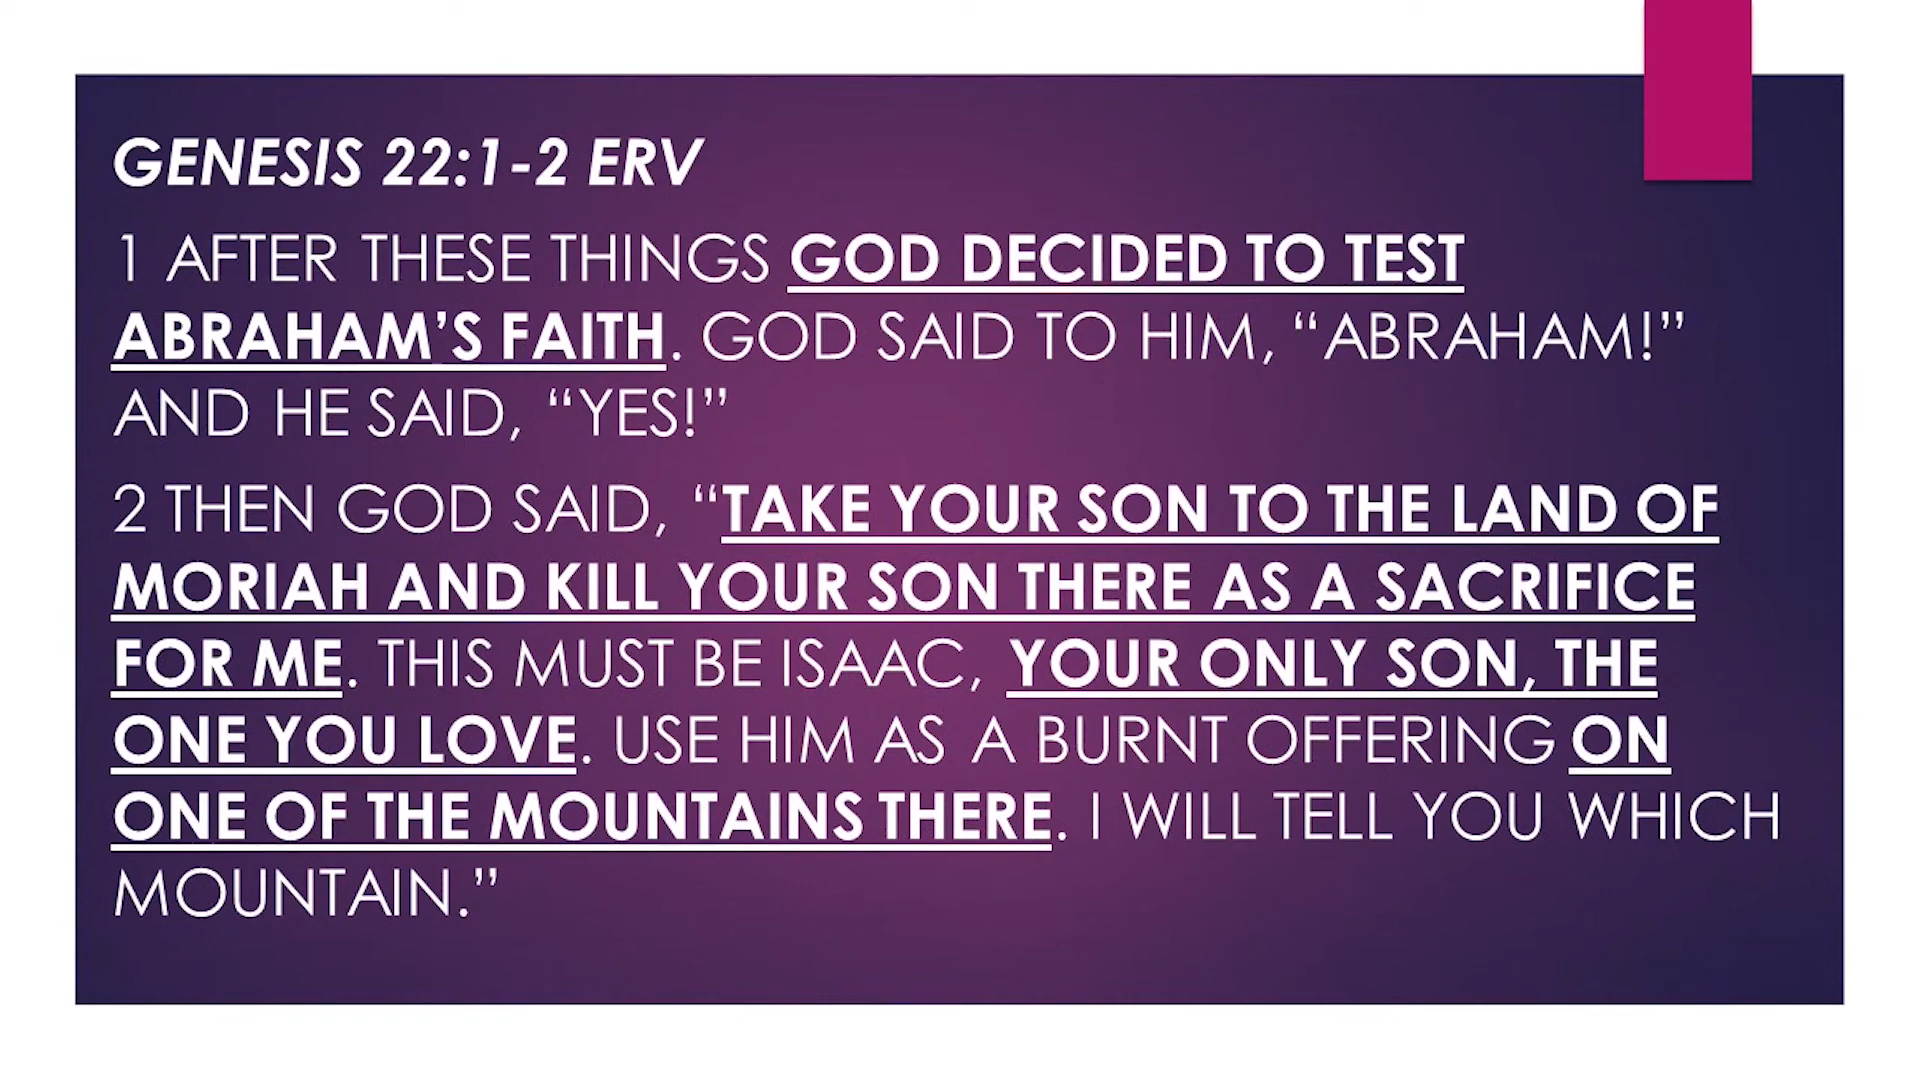 GENESIS 22:1-2 ERV
1 AFTER THESE THINGS GOD DECIDED TO TEST
ABRAHAM’S FAITH. GOD SAID TO HIM, “ABRAHAM!”
AND HE SAID, “YES!”
2 THEN GOD SAID, “TAKE YOUR SON TO THE LAND OF
MORIAH AND KILL YOUR SON THERE AS A SACRIFICE
FOR ME. THIS MUST BE ISAAC, YOUR ONLY SON, THE
ONE YOU LOVE. USE HIM AS A BURNT OFFERING ON
ONE OF THE MOUNTAINS THERE. I WILL TELL YOU WHICH
MOUNTAIN.”